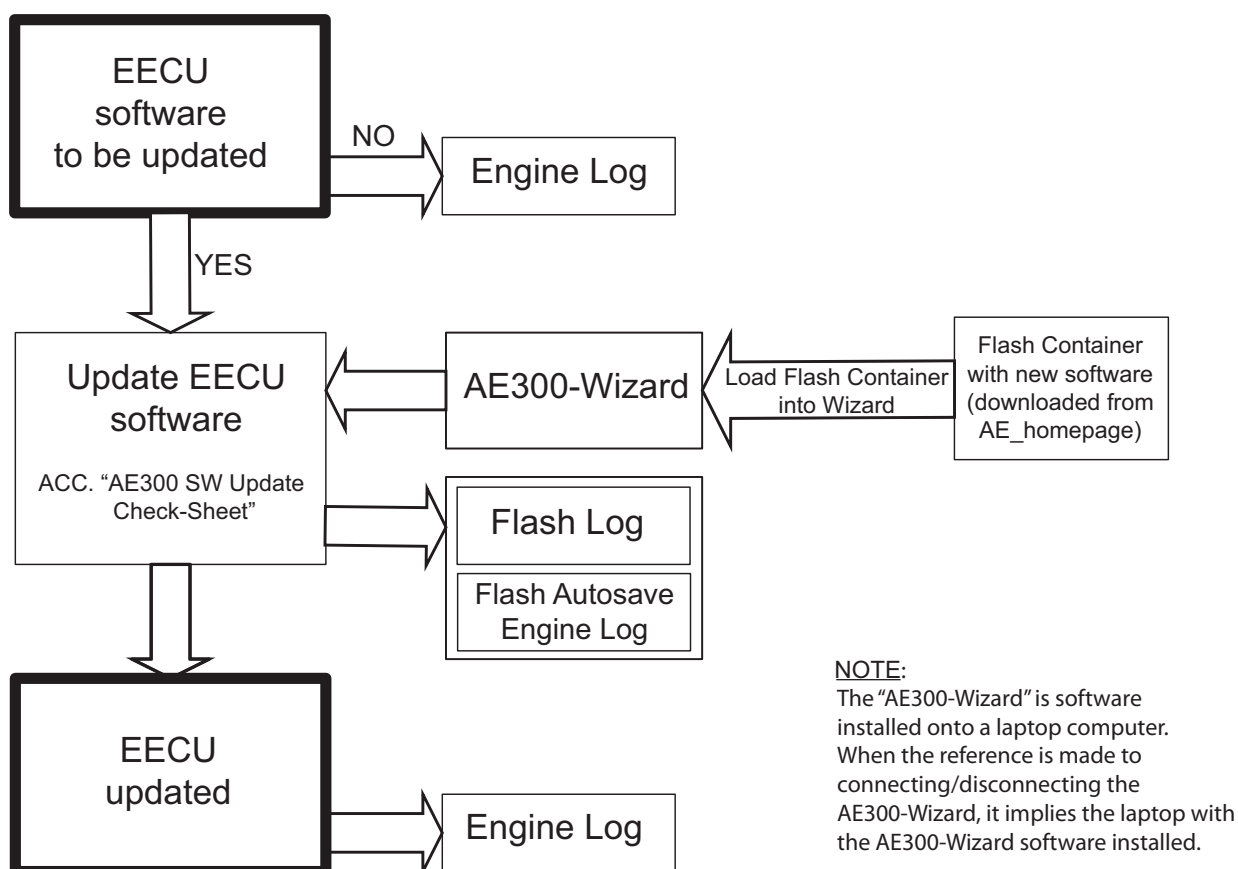 EECU
software
to be updated
NO
Engine Log
YES
Update EECU
software
ACC. “AE300 SW Update
Check-Sheet”
AE300-Wizard
Load Flash Container
into Wizard
Flash Container
with new software
(downloaded from
AE_homepage)
Flash Log
Flash Autosave
Engine Log
EECU
updated
Engine Log
NOTE:
The “AE300-Wizard” is software
installed onto a laptop computer.
When the reference is made to
connecting/disconnecting the
AE300-Wizard, it implies the laptop with
the AE300-Wizard software installed.